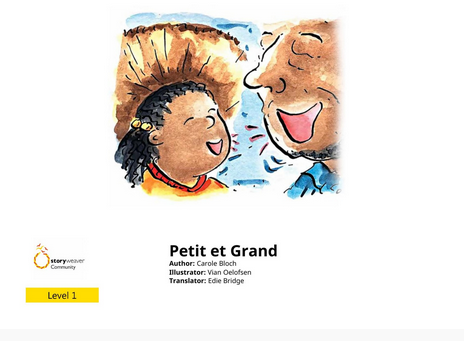 Petit et Grand
Author: Carole Bloch
Illustrator: Vian Oelofsen
Translator: Edie Bridge
storyweaver
Community
Level 1